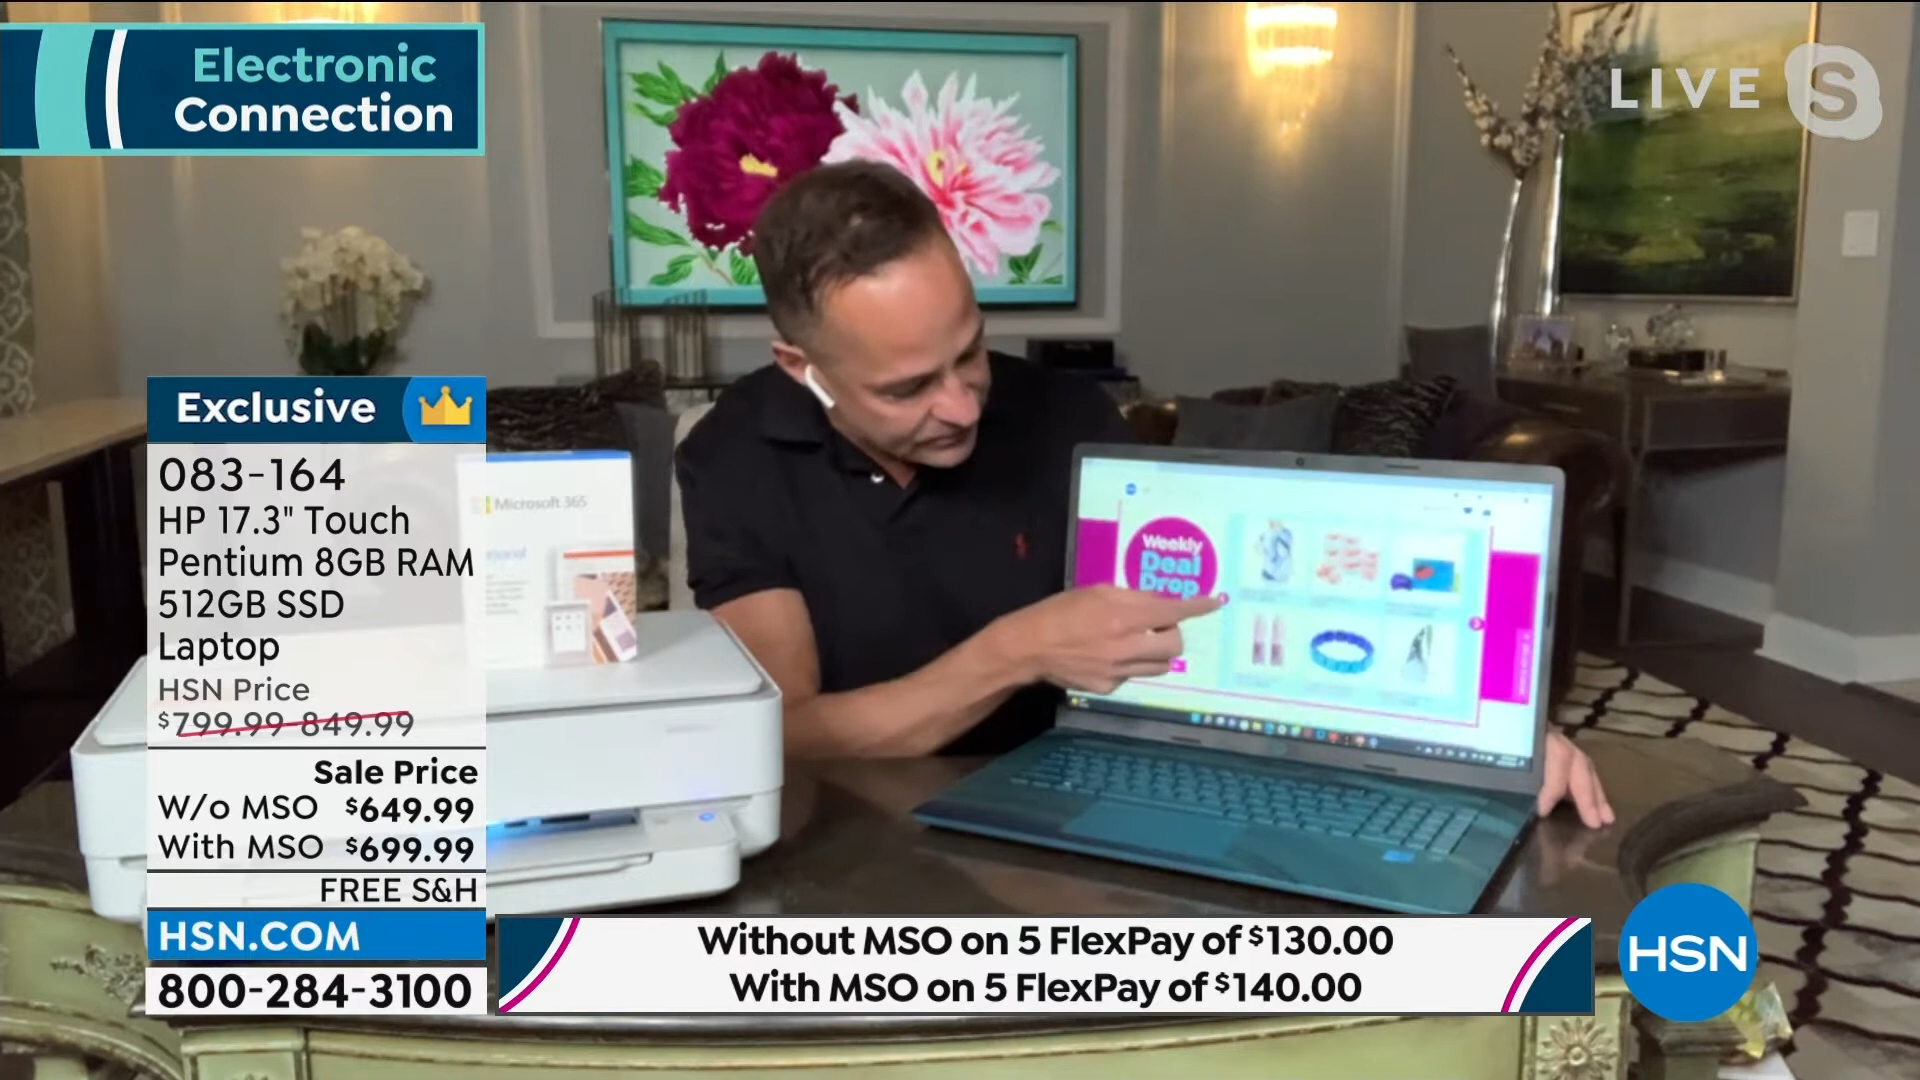 Electronic
Connection
LIVE S
Exclusive
083-164
HP 17.3" Touch
Pentium 8GB RAM
512GB SSD
Laptop
HSN Price
$799.99-849.99
Sale Price
W/o MSO $649.99
With MSO $699.99
FREE S&H
HSN.COM
800-284-3100
Microsoft 365
Weekly
Deal
Drop
Without MSO on 5 FlexPay of $130.00
With MSO on 5 FlexPay of $140.00
HSN